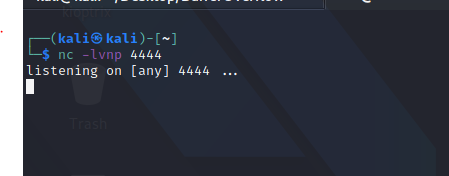 ┌──(kali㉿kali)-[~]
└─$ nc -lvnp 4444
listening on [any] 4444 ...
Trash